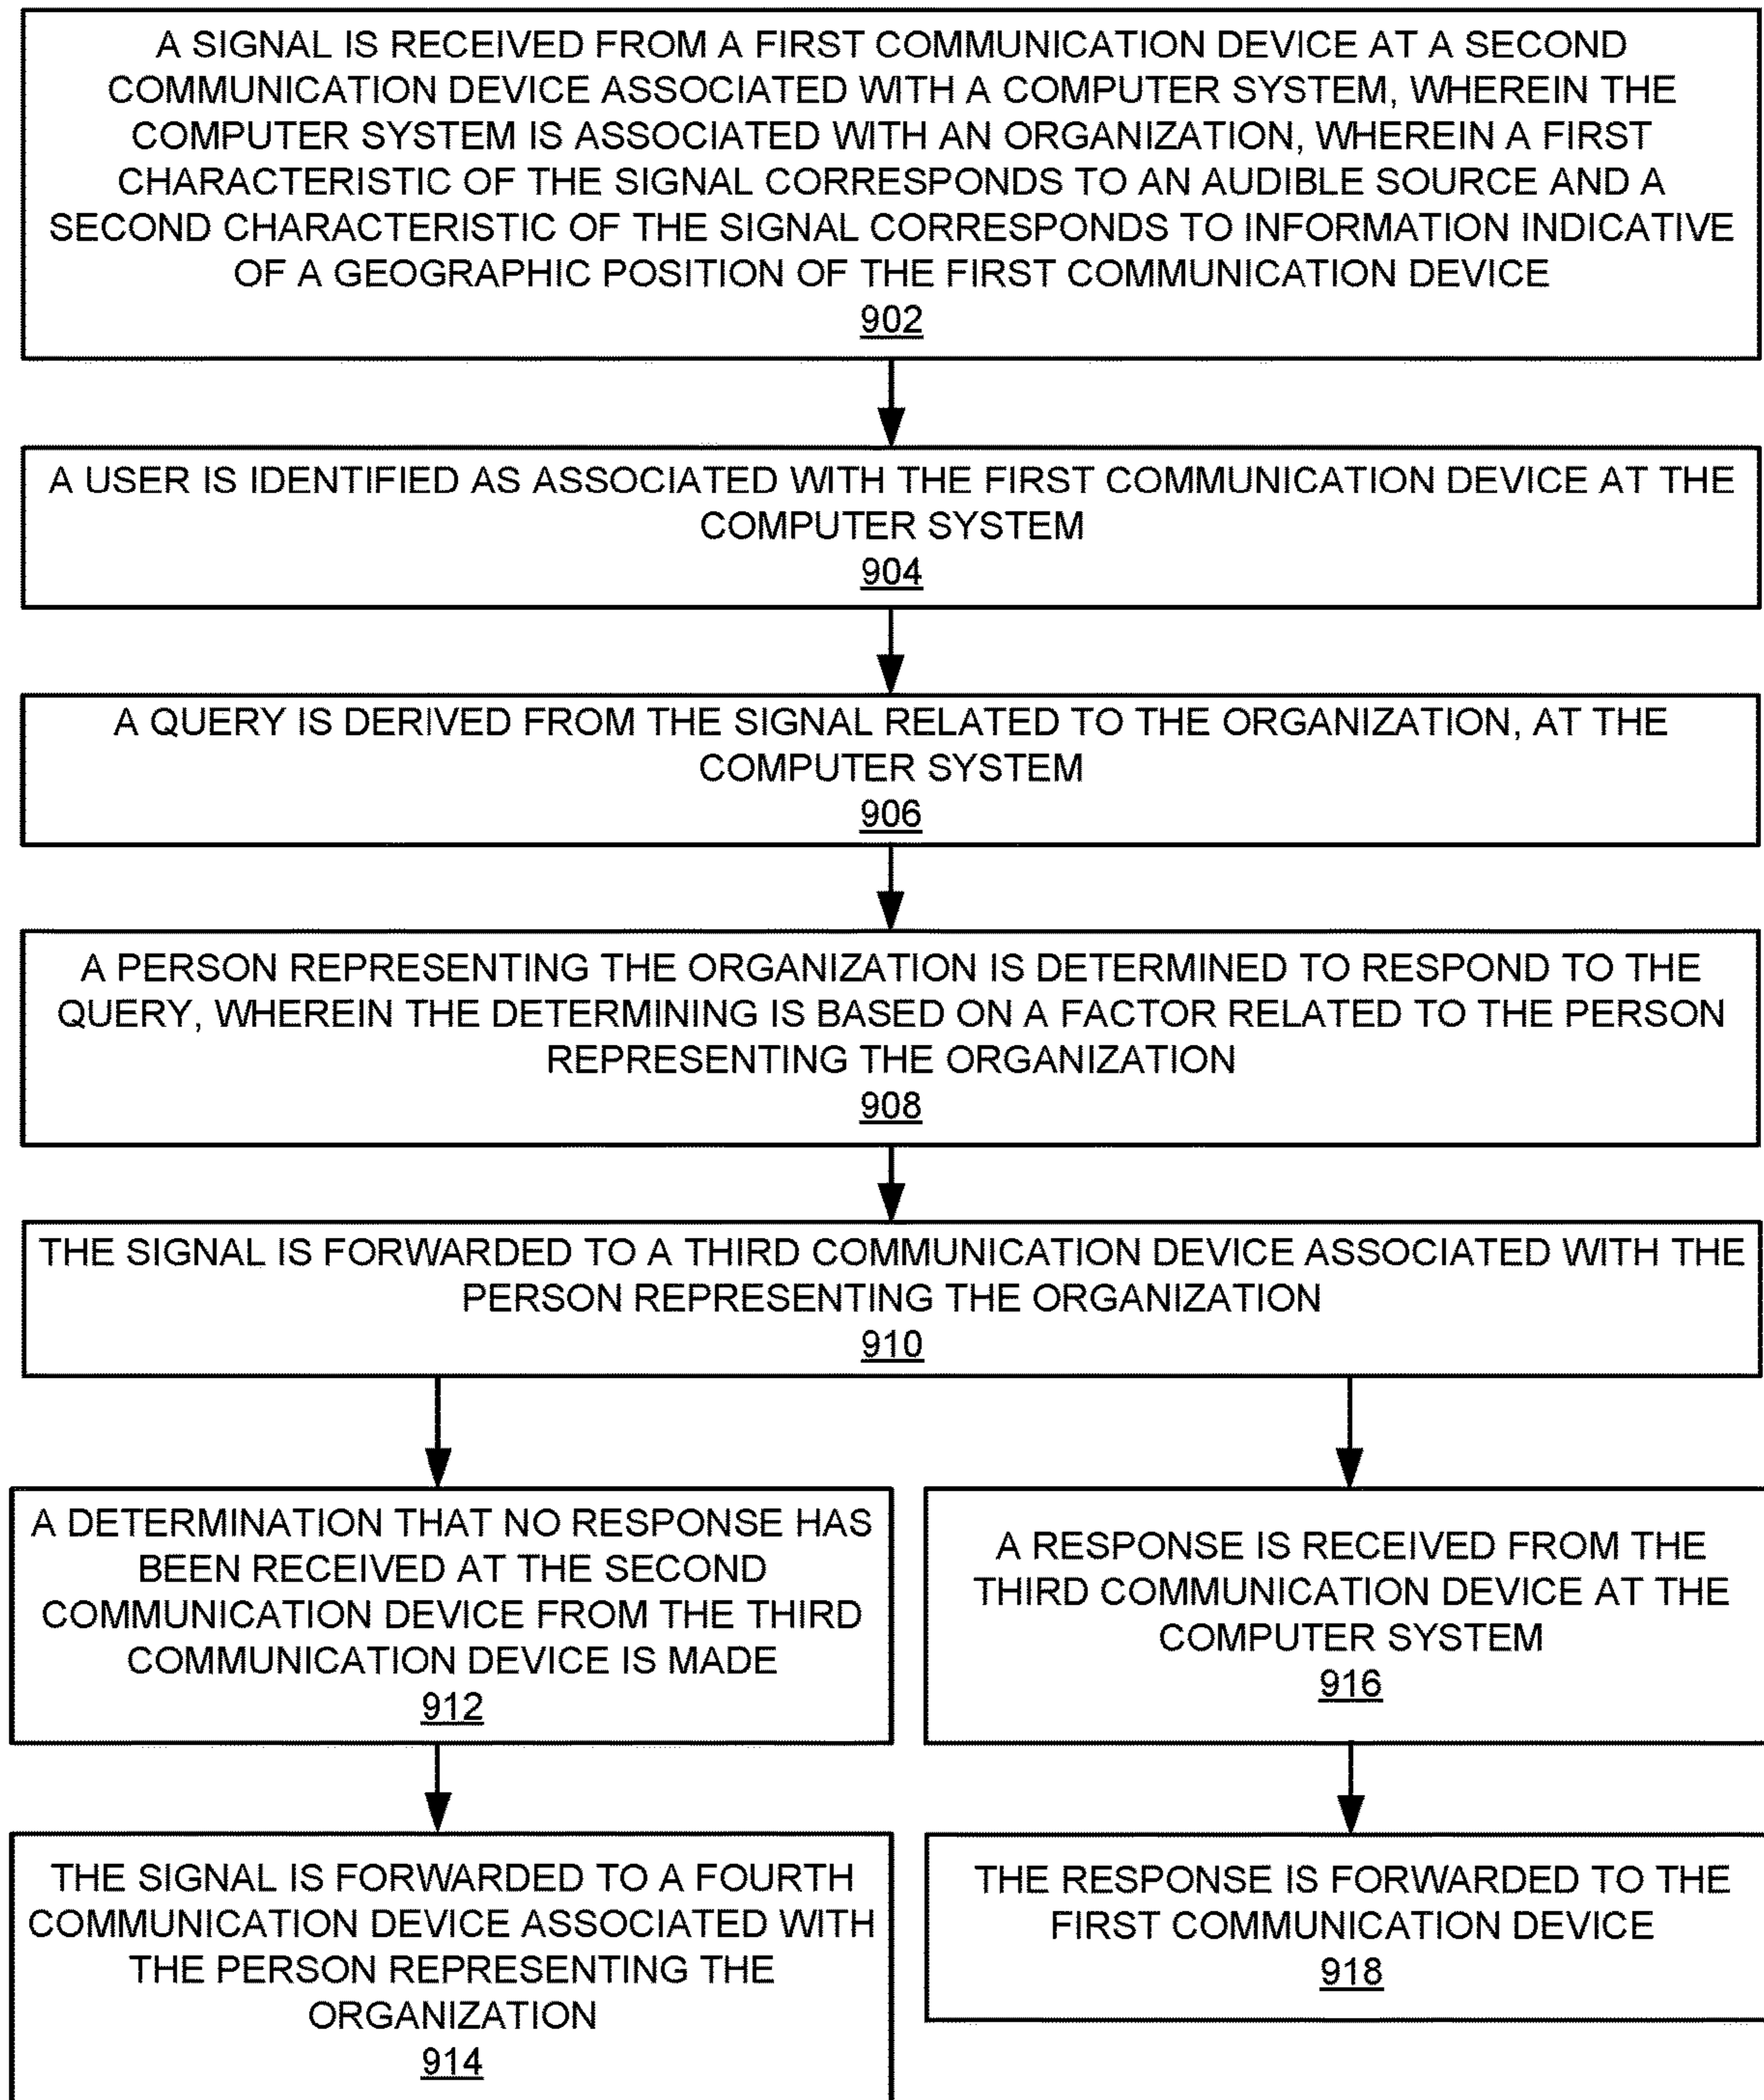 A SIGNAL IS RECEIVED FROM A FIRST COMMUNICATION DEVICE AT A SECOND
COMMUNICATION DEVICE ASSOCIATED WITH A COMPUTER SYSTEM, WHEREIN THE
COMPUTER SYSTEM IS ASSOCIATED WITH AN ORGANIZATION, WHEREIN A FIRST
CHARACTERISTIC OF THE SIGNAL CORRESPONDS TO AN AUDIBLE SOURCE AND A
SECOND CHARACTERISTIC OF THE SIGNAL CORRESPONDS TO INFORMATION INDICATIVE
OF A GEOGRAPHIC POSITION OF THE FIRST COMMUNICATION DEVICE
902
A USER IS IDENTIFIED AS ASSOCIATED WITH THE FIRST COMMUNICATION DEVICE AT THE
COMPUTER SYSTEM
904
A QUERY IS DERIVED FROM THE SIGNAL RELATED TO THE ORGANIZATION, AT THE
COMPUTER SYSTEM
906
A PERSON REPRESENTING THE ORGANIZATION IS DETERMINED TO RESPOND TO THE
QUERY, WHEREIN THE DETERMINING IS BASED ON A FACTOR RELATED TO THE PERSON
REPRESENTING THE ORGANIZATION
908
THE SIGNAL IS FORWARDED TO A THIRD COMMUNICATION DEVICE ASSOCIATED WITH THE
PERSON REPRESENTING THE ORGANIZATION
910
A DETERMINATION THAT NO RESPONSE HAS
BEEN RECEIVED AT THE SECOND
COMMUNICATION DEVICE FROM THE THIRD
COMMUNICATION DEVICE IS MADE
912
THE SIGNAL IS FORWARDED TO A FOURTH
COMMUNICATION DEVICE ASSOCIATED WITH
THE PERSON REPRESENTING THE
ORGANIZATION
914
A RESPONSE IS RECEIVED FROM THE
THIRD COMMUNICATION DEVICE AT THE
COMPUTER SYSTEM
916
THE RESPONSE IS FORWARDED TO THE
FIRST COMMUNICATION DEVICE
918